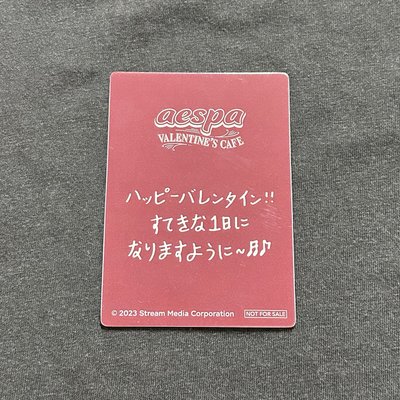 aespa
VALENTINE'S CAFE
ハッピーバレンタイン!!
すてきな1日に
なりますように〜♬♪
© 2023 Stream Media Corporation NOT FOR SALE